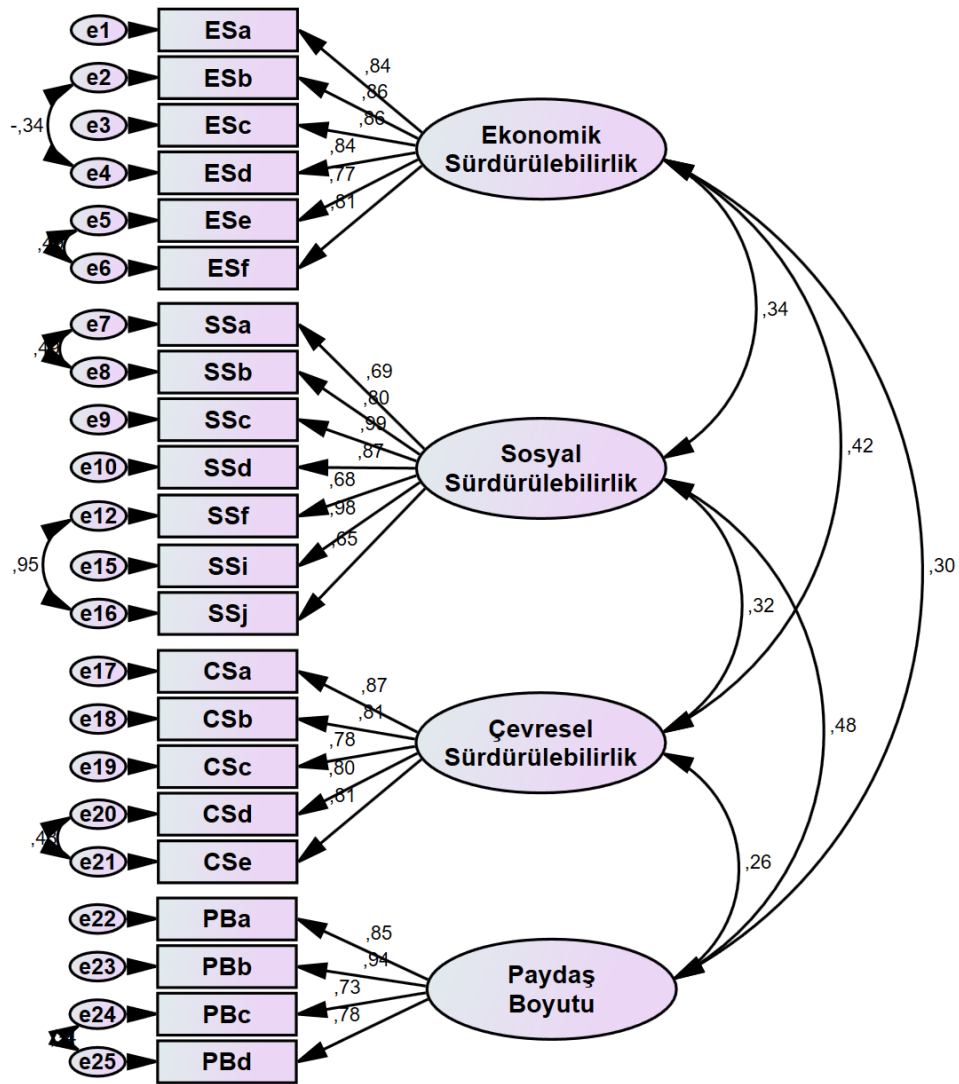 e1
ESa
e2
ESb
e3
ESc
e4
ESd
e5
ESe
e6
ESf
-,34
,84
,86
,86
,84
,77
,81
Ekonomik
Sürdürülebilirlik
e7
SSa
e8
SSb
e9
SSc
e10
SSd
e12
SSf
e15
SSi
e16
SSj
,95
,69
,80
,99
,87
,68
,98
,65
Sosyal
Sürdürülebilirlik
e17
CSa
e18
CSb
e19
CSc
e20
CSd
e21
CSe
,87
,81
,78
,80
,81
Çevresel
Sürdürülebilirlik
e22
PBa
e23
PBb
e24
PBc
e25
PBd
,85
,94
,73
,78
Paydaş
Boyutu
,34
,42
,30
,32
,48
,26